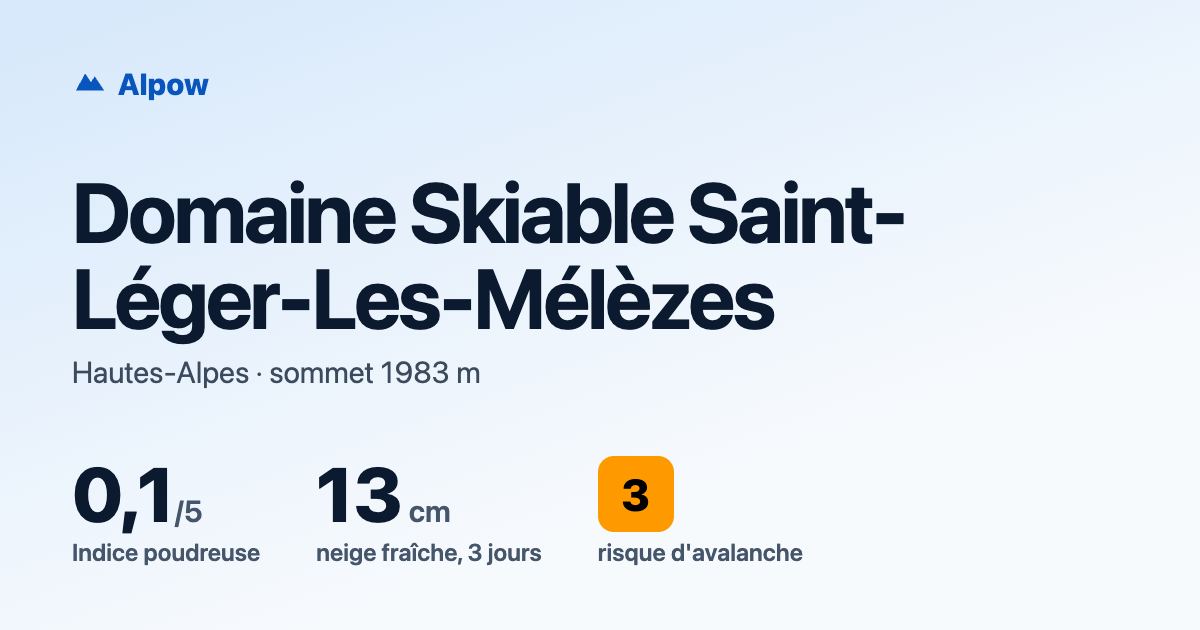 Alpow
Domaine Skiable Saint-
Léger-Les-Mélèzes
Hautes-Alpes · sommet 1983 m
0,1/5
Indice poudreuse
13 cm
neige fraîche, 3 jours
3
risque d'avalanche